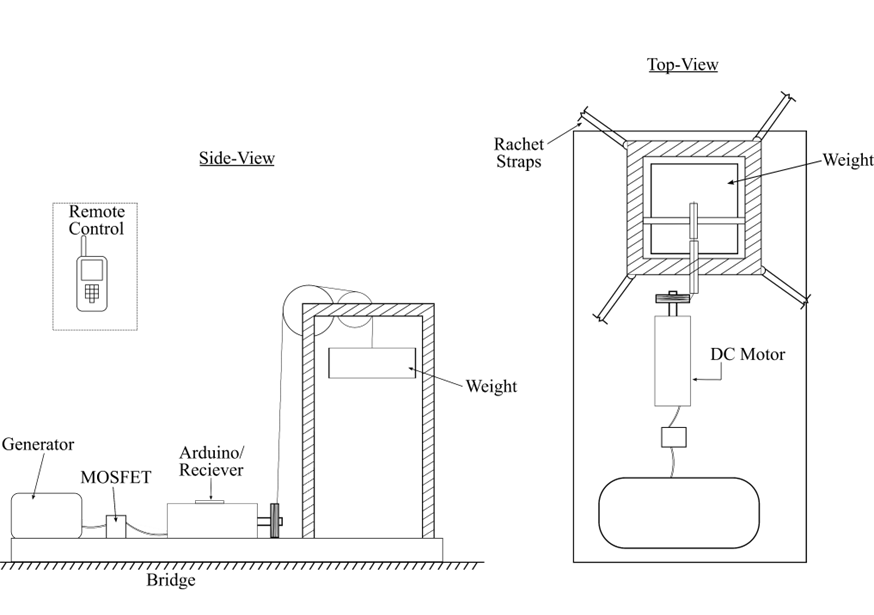 Top-View
Rachet
Straps
Weight
Side-View
Remote
Control
DC Motor
Weight
Generator
Arduino/
Reciever
MOSFET
Bridge